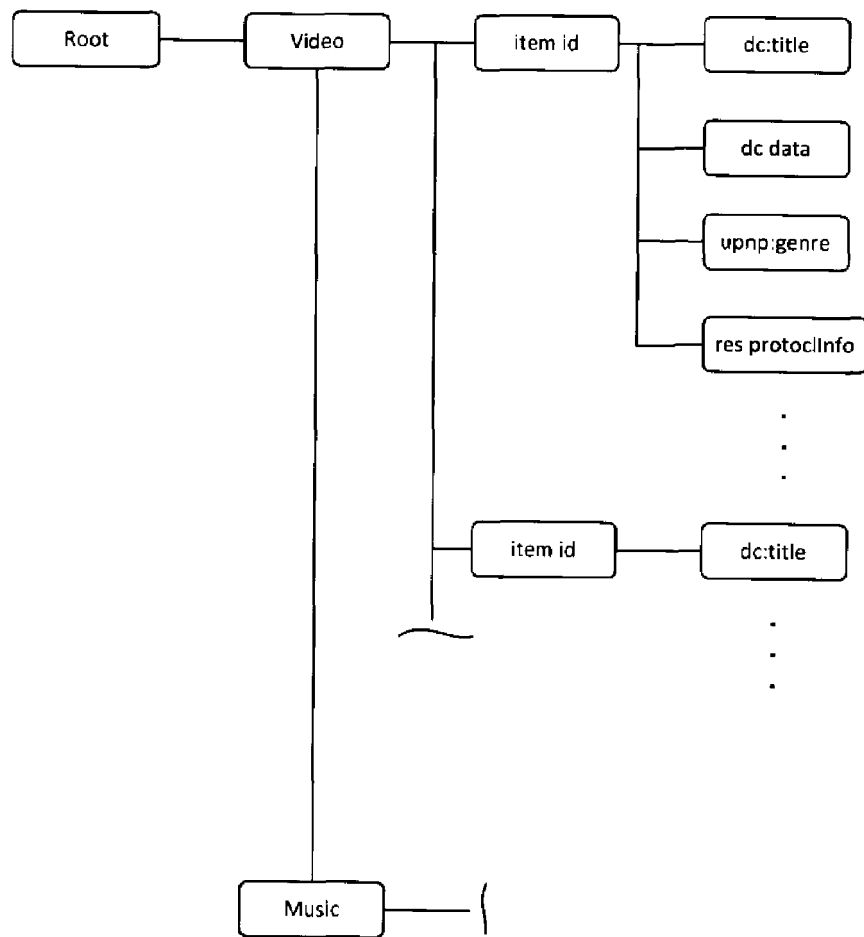 Root
Video
item id
dc:title
dc data
upnp:genre
res protoclInfo
item id
dc:title
Music